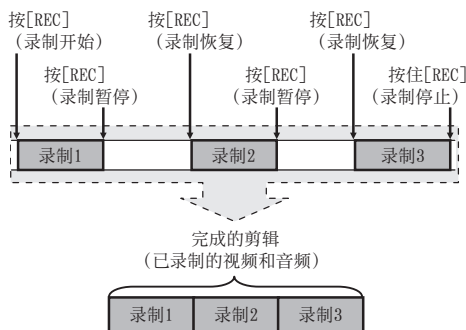 按[REC]
(录制开始)
按[REC]
(录制恢复)
按[REC]
(录制恢复)
按[REC]
(录制暂停)
按[REC]
(录制暂停)
按住[REC]
(录制停止)
录制1
录制2
录制3
完成的剪辑
(已录制的视频和音频)
录制1
录制2
录制3